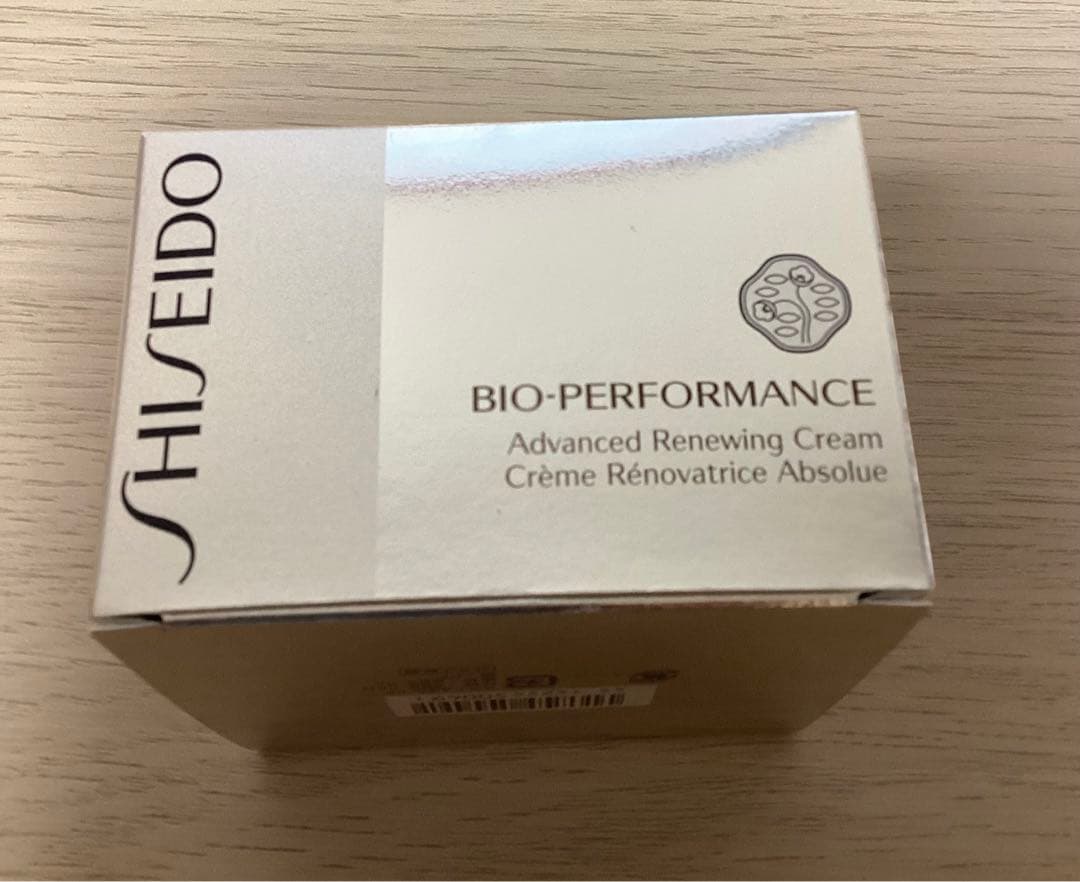 SHISEIDO
BIO-PERFORMANCE
Advanced Renewing Cream
Crème Rénovatrice Absolue